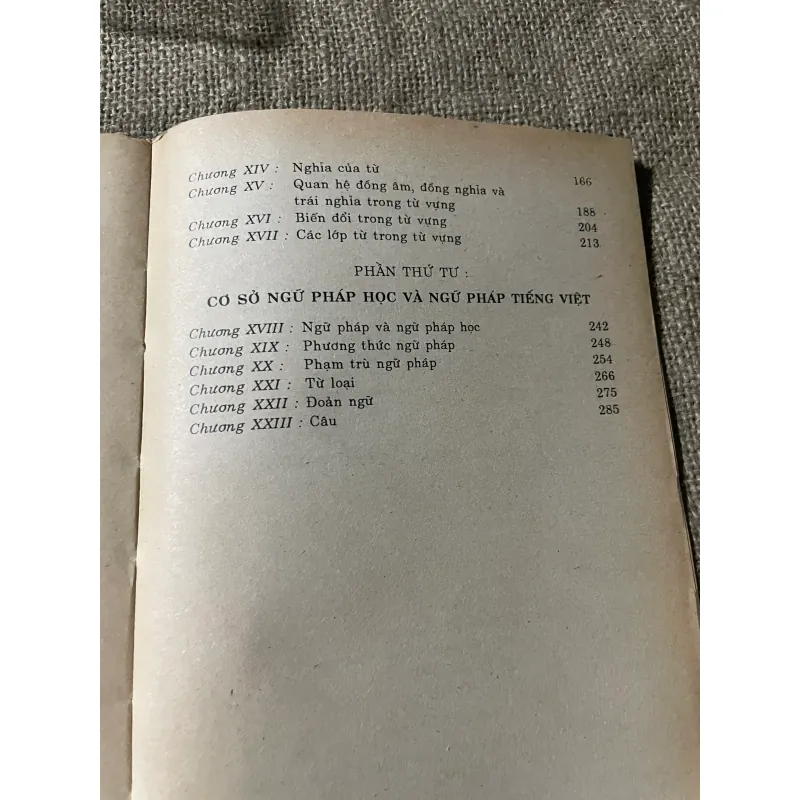 Chương XIV : Nghĩa của từ 166
Chương XV : Quan hệ đồng âm, đồng nghĩa và
trái nghĩa trong từ vựng 188
Chương XVI : Biến đổi trong từ vựng 204
Chương XVII : Các lớp từ trong từ vựng 213
PHẦN THỨ TƯ :
CƠ SỞ NGỮ PHÁP HỌC VÀ NGỮ PHÁP TIẾNG VIỆT
Chương XVIII : Ngữ pháp và ngữ pháp học 242
Chương XIX : Phương thức ngữ pháp 248
Chương XX : Phạm trù ngữ pháp 254
Chương XXI : Từ loại 266
Chương XXII : Đoản ngữ 275
Chương XXIII : Câu 285